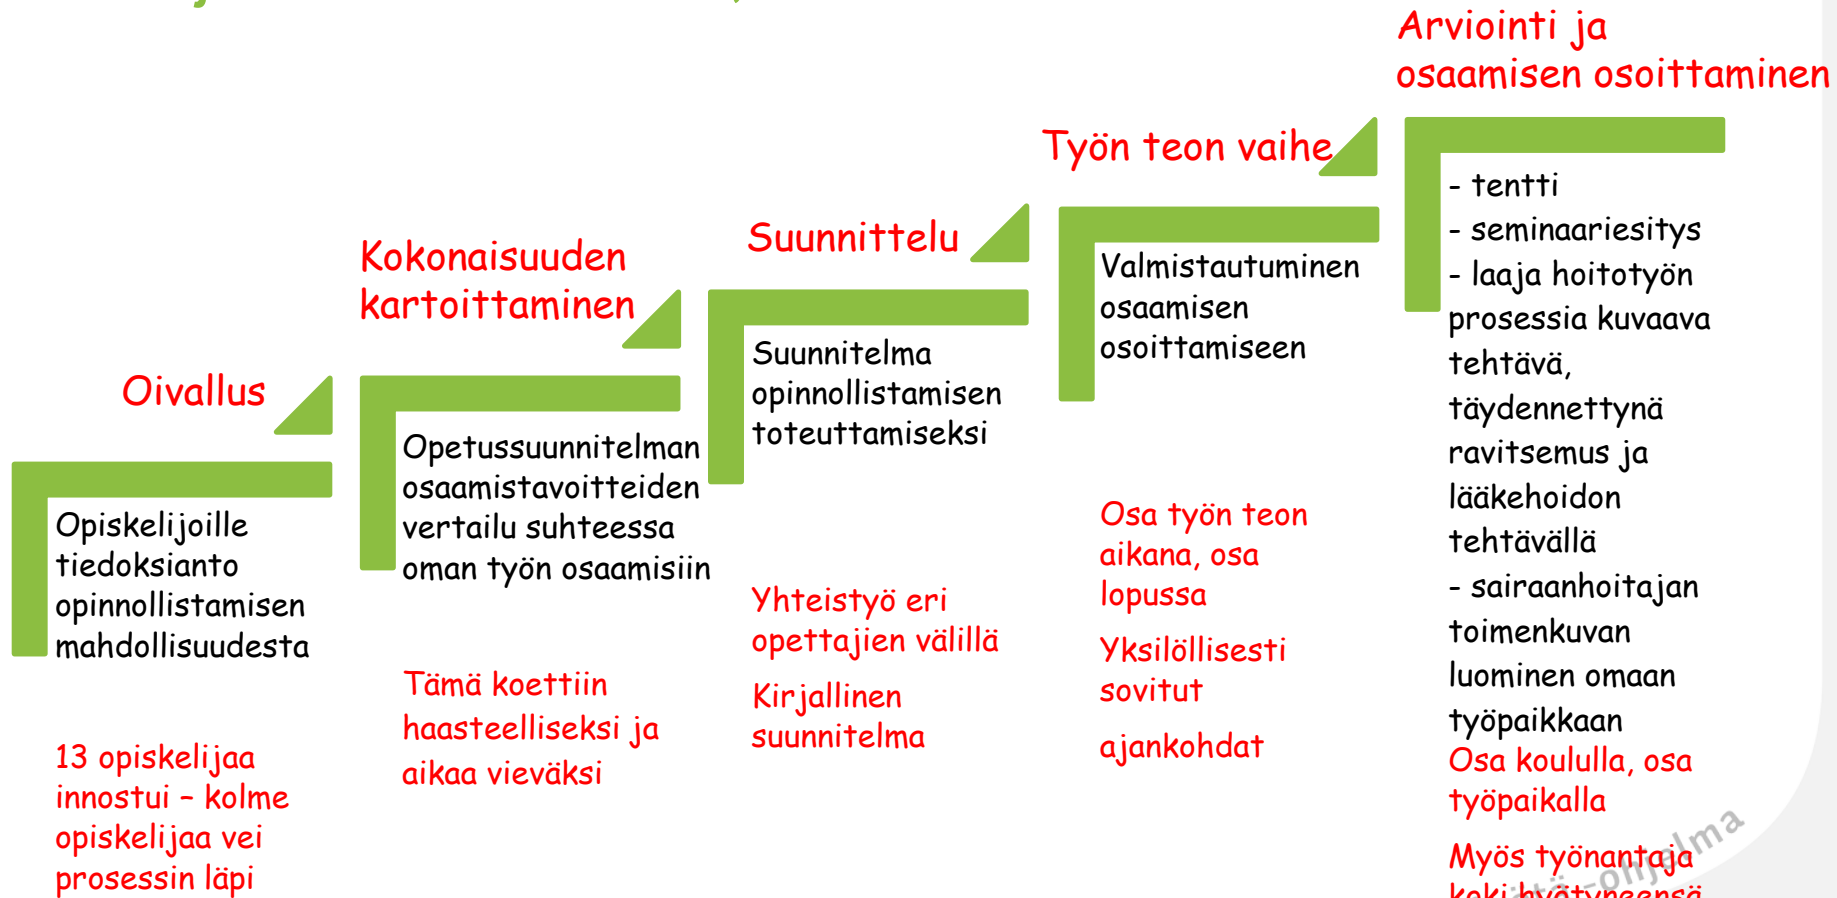 Oivallus
Opiskelijoille
tiedoksianto
opinnollistamisen
mahdollisuudesta
13 opiskelijaa
innostui – kolme
opiskelijaa vei
prosessin läpi
Kokonaisuuden
kartoittaminen
Opetussuunnitelman
osaamistavoitteiden
vertailu suhteessa
oman työn osaamisiin
Tämä koettiin
haasteelliseksi ja
aikaa vieväksi
Suunnittelu
Suunnitelma
opinnollistamisen
toteuttamiseksi
Yhteistyö eri
opettajien välillä
Kirjallinen
suunnitelma
Työn teon vaihe
Valmistautuminen
osaamisen
osoittamiseen
Osa työn teon
aikana, osa
lopussa
Yksilöllisesti
sovitut
ajankohdat
Arviointi ja
osaamisen osoittaminen
- tentti
- seminaariesitys
- laaja hoitotyön
prosessia kuvaava
tehtävä,
täydennettynä
ravitsemus ja
lääkehoidon
tehtävällä
- sairaanhoitajan
toimenkuvan
luominen omaan
työpaikkaan
Osa koululla, osa
työpaikalla
Myös työnantaja
koki hyötyneensä
-ohjelma